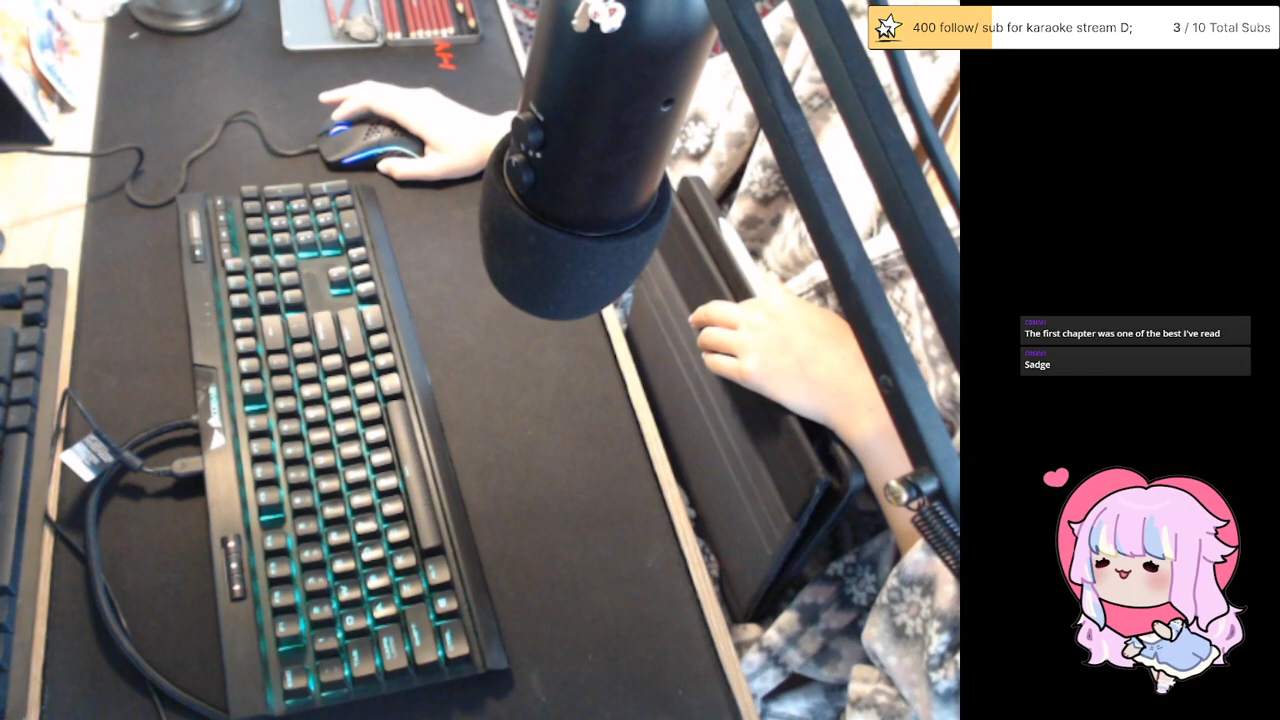 400 follow/ sub for karaoke stream D; 3 / 10 Total Subs
The first chapter was one of the best I've read
Sadge